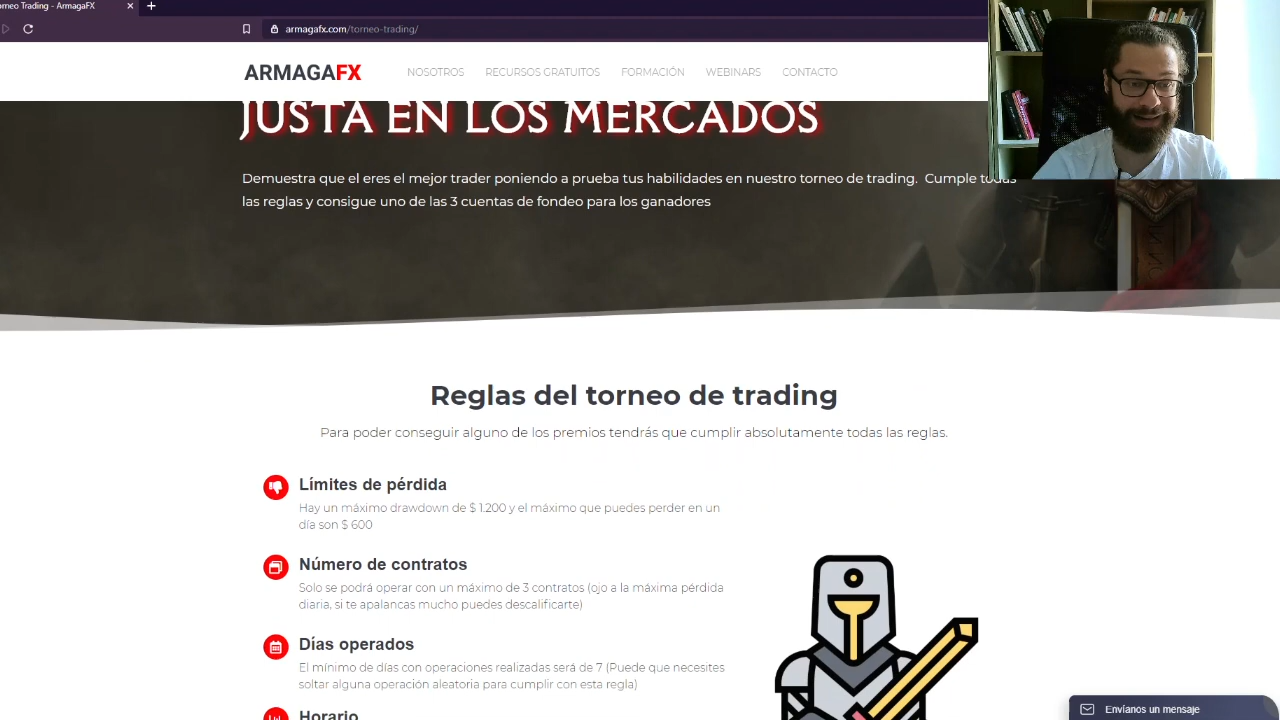 orneo Trading - ArmagaFX
armagafx.com/torneo-trading/
ARMAGAFX
NOSOTROS RECURSOS GRATUITOS FORMACIÓN WEBINARS CONTACTO
JUSTA EN LOS MERCADOS
Demuestra que el eres el mejor trader poniendo a prueba tus habilidades en nuestro torneo de trading. Cumple todas
las reglas y consigue uno de las 3 cuentas de fondeo para los ganadores
Reglas del torneo de trading
Para poder conseguir alguno de los premios tendrás que cumplir absolutamente todas las reglas.
Límites de pérdida
Hay un máximo drawdown de $ 1.200 y el máximo que puedes perder en un
día son $ 600
Número de contratos
Solo se podrá operar con un máximo de 3 contratos (ojo a la máxima pérdida
diaria, si te apalancas mucho puedes descalificarte)
Días operados
El mínimo de días con operaciones realizadas será de 7 (Puede que necesites
soltar alguna operación aleatoria para cumplir con esta regla)
Horario
Envíanos un mensaje